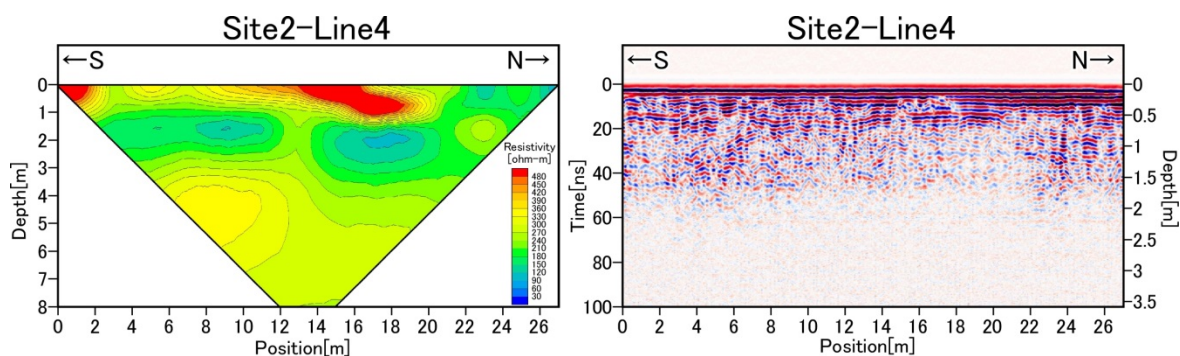 Site2-Line4
←S
N→
0
1
2
3
4
5
6
7
8
Depth[m]
Resistivity
[ohm-m]
480
450
420
390
360
330
300
270
240
210
180
150
120
90
60
30
0 2 4 6 8 10 12 14 16 18 20 22 24 26
Position[m]
Site2-Line4
←S
N→
0
20
40
60
80
100
Time[ns]
0
0.5
1
1.5
2
2.5
3
3.5
Depth[m]
0 2 4 6 8 10 12 14 16 18 20 22 24 26
Position[m]